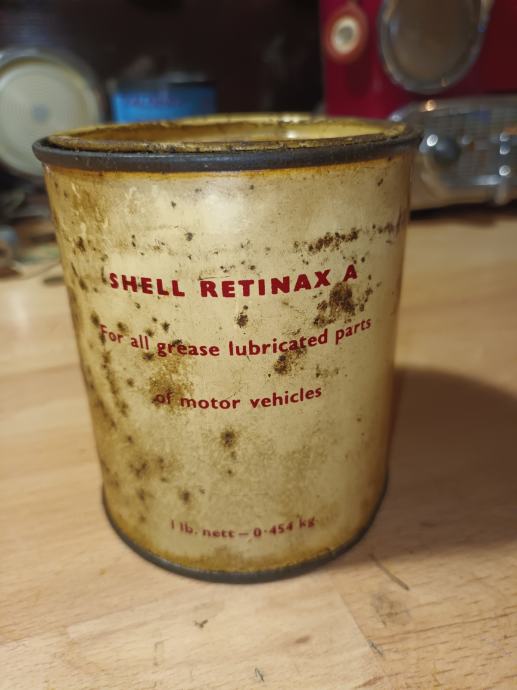 SHELL RETINAX A
For all grease lubricated parts
of motor vehicles
1 lb. nett — 0·454 kg.